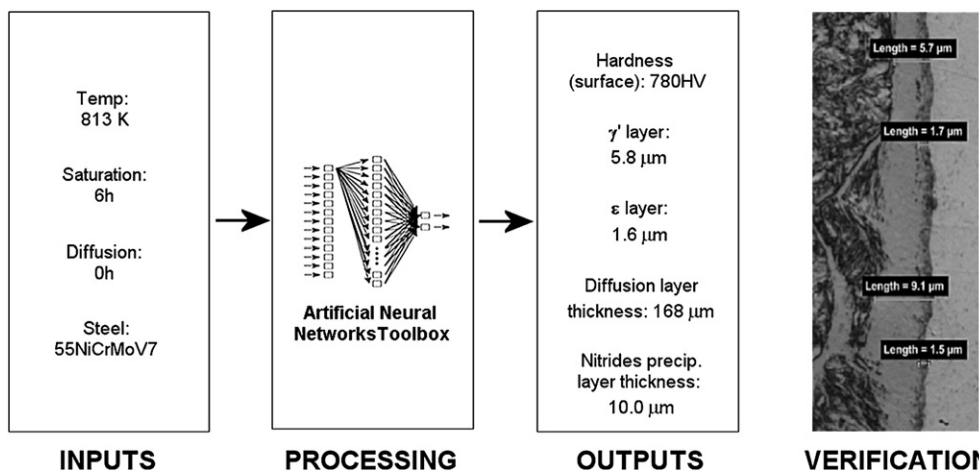 Temp:
813 K
Saturation:
6h
Diffusion:
0h
Steel:
55NiCrMoV7
INPUTS
Artificial Neural
NetworksToolbox
PROCESSING
Hardness
(surface): 780HV
γ' layer:
5.8 μm
ε layer:
1.6 μm
Diffusion layer
thickness: 168 μm
Nitrides precip.
layer thickness:
10.0 μm
OUTPUTS
Length = 5.7 μm
Length = 1.7 μm
Length = 9.1 μm
Length = 1.5 μm
VERIFICATION